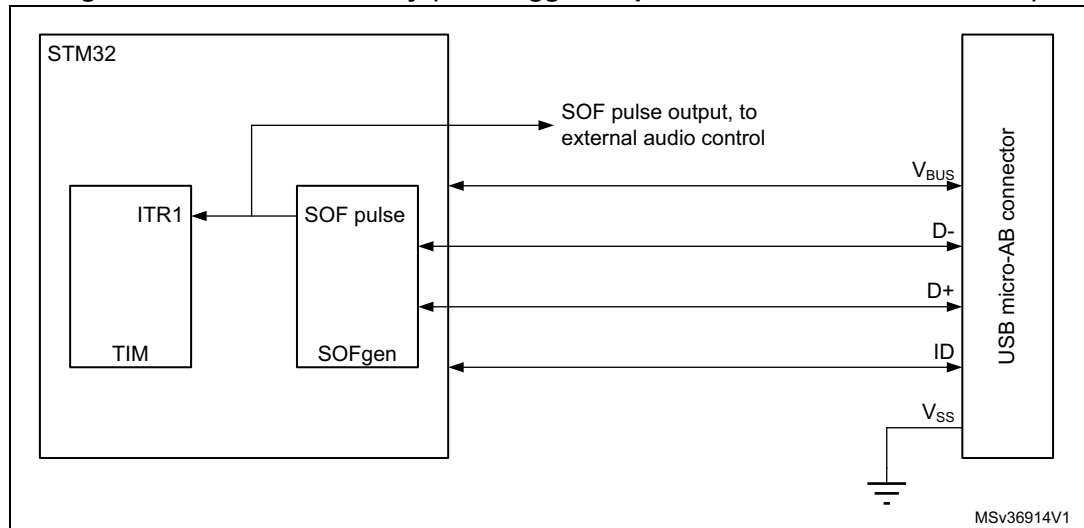 STM32
SOF pulse output, to
external audio control
VBUS
ITR1
SOF pulse
D-
D+
TIM
SOFgen
ID
VSS
USB micro-AB connector
MSv36914V1